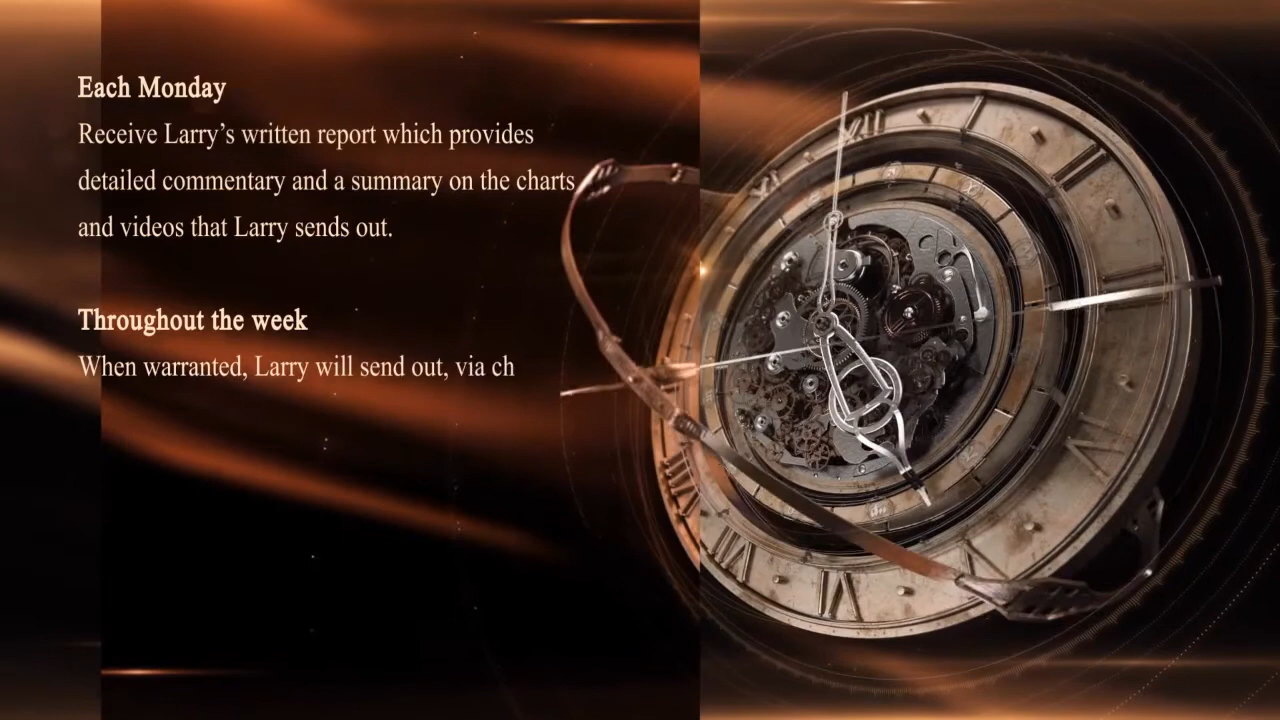 Each Monday
Receive Larry’s written report which provides
detailed commentary and a summary on the charts
and videos that Larry sends out.
Throughout the week
When warranted, Larry will send out, via ch